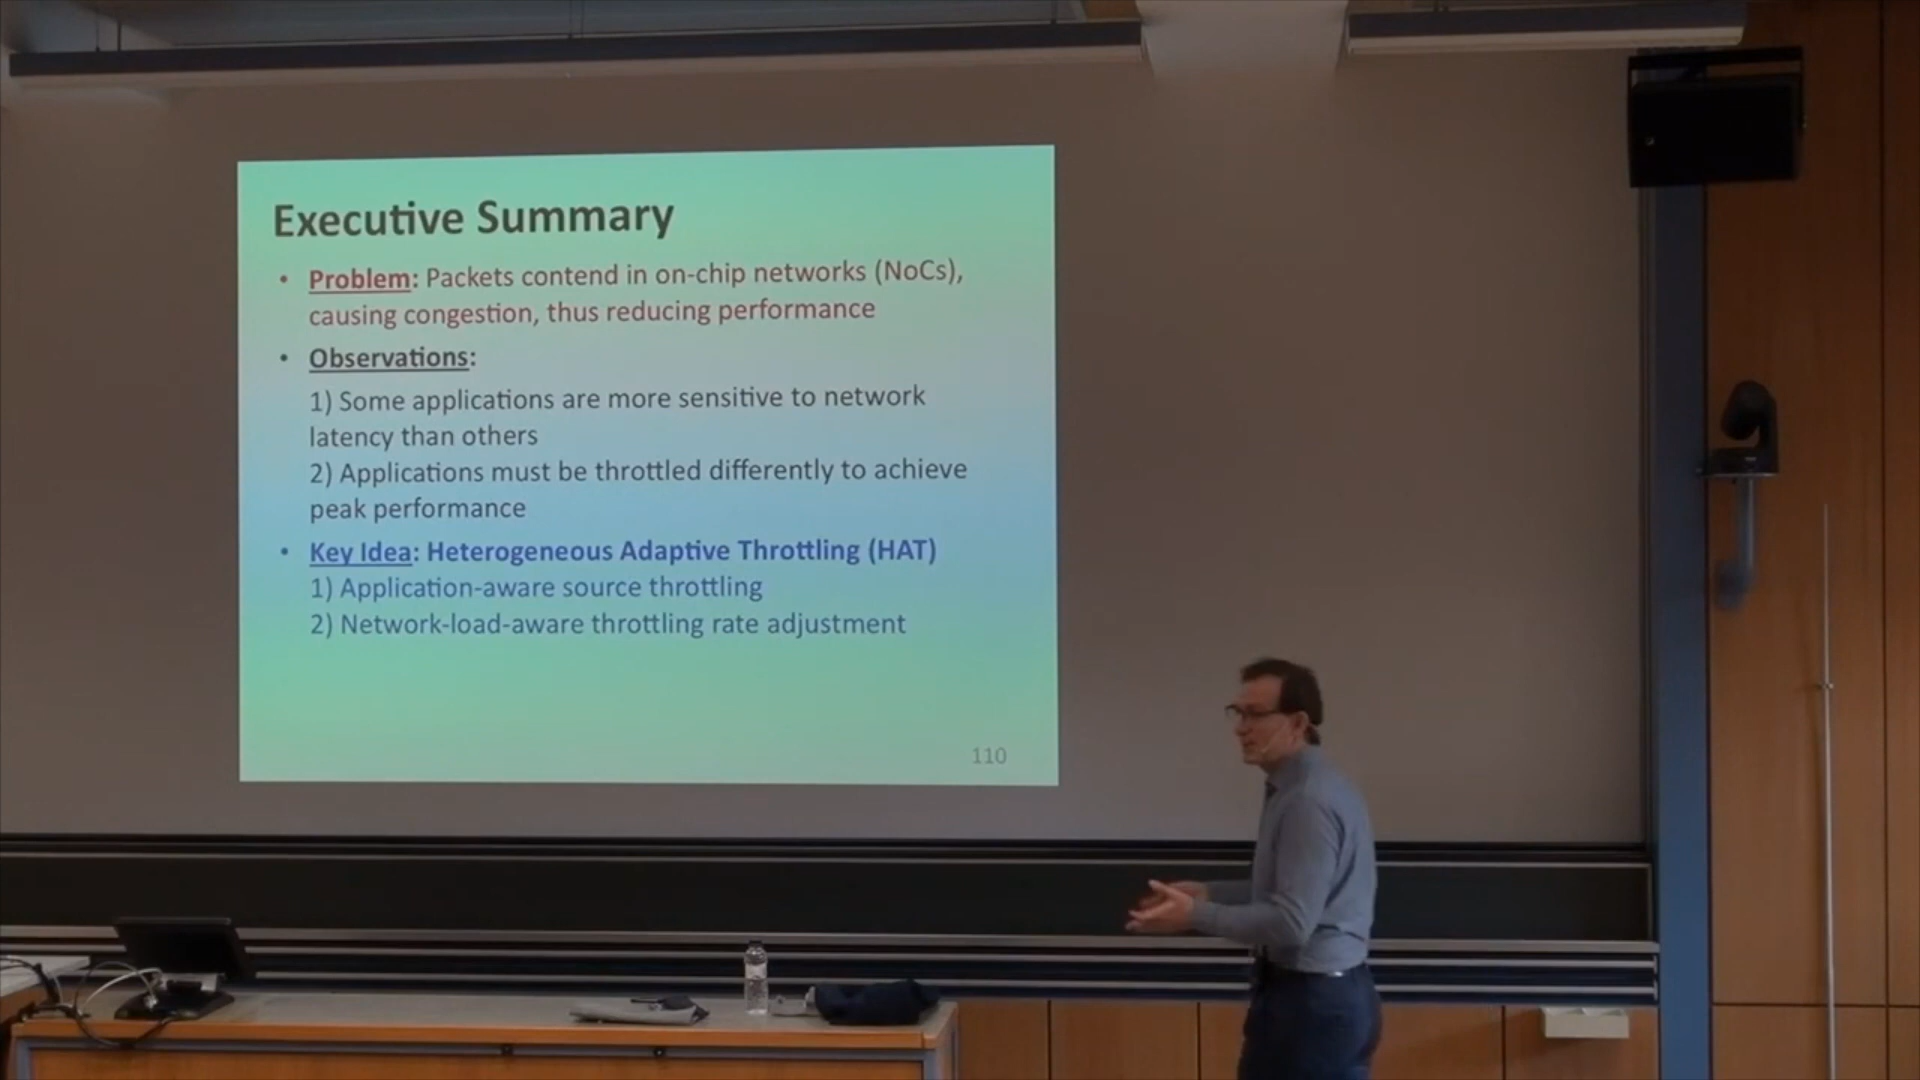 Executive Summary
• Problem: Packets contend in on-chip networks (NoCs),
causing congestion, thus reducing performance
• Observations:
1) Some applications are more sensitive to network
latency than others
2) Applications must be throttled differently to achieve
peak performance
• Key Idea: Heterogeneous Adaptive Throttling (HAT)
1) Application-aware source throttling
2) Network-load-aware throttling rate adjustment
110